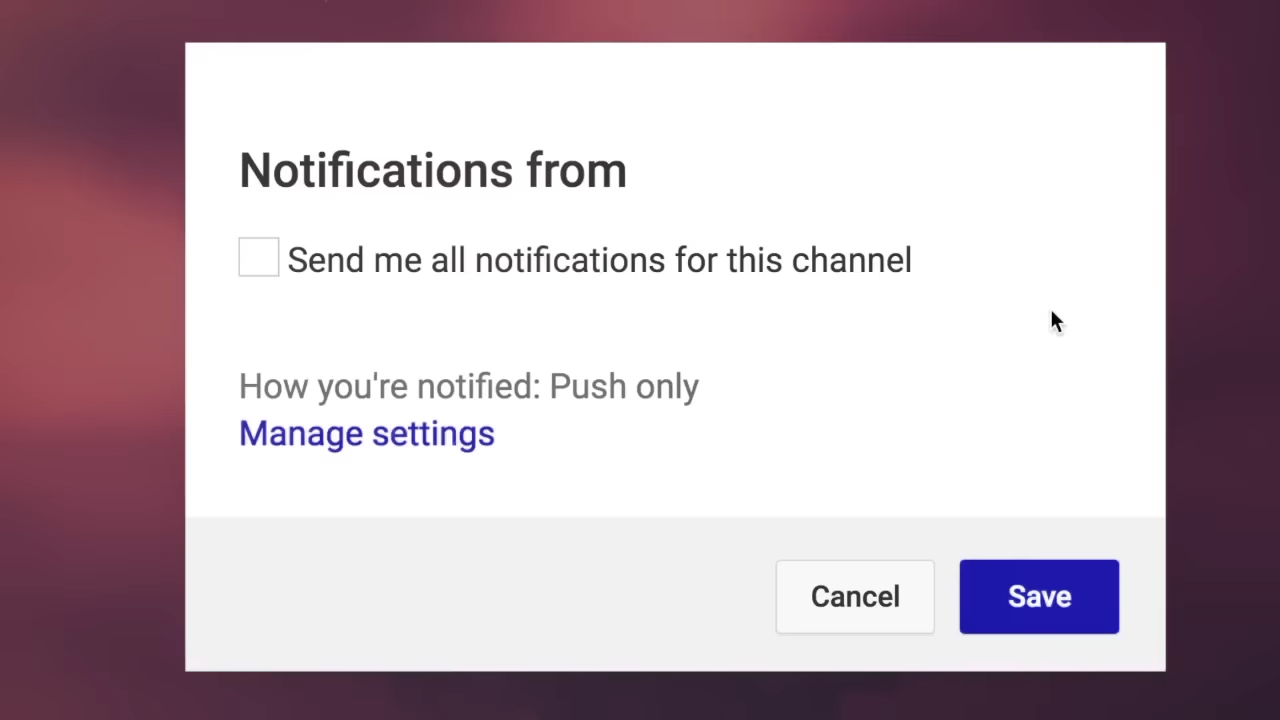 Notifications from
Send me all notifications for this channel
How you're notified: Push only
Manage settings
Cancel
Save